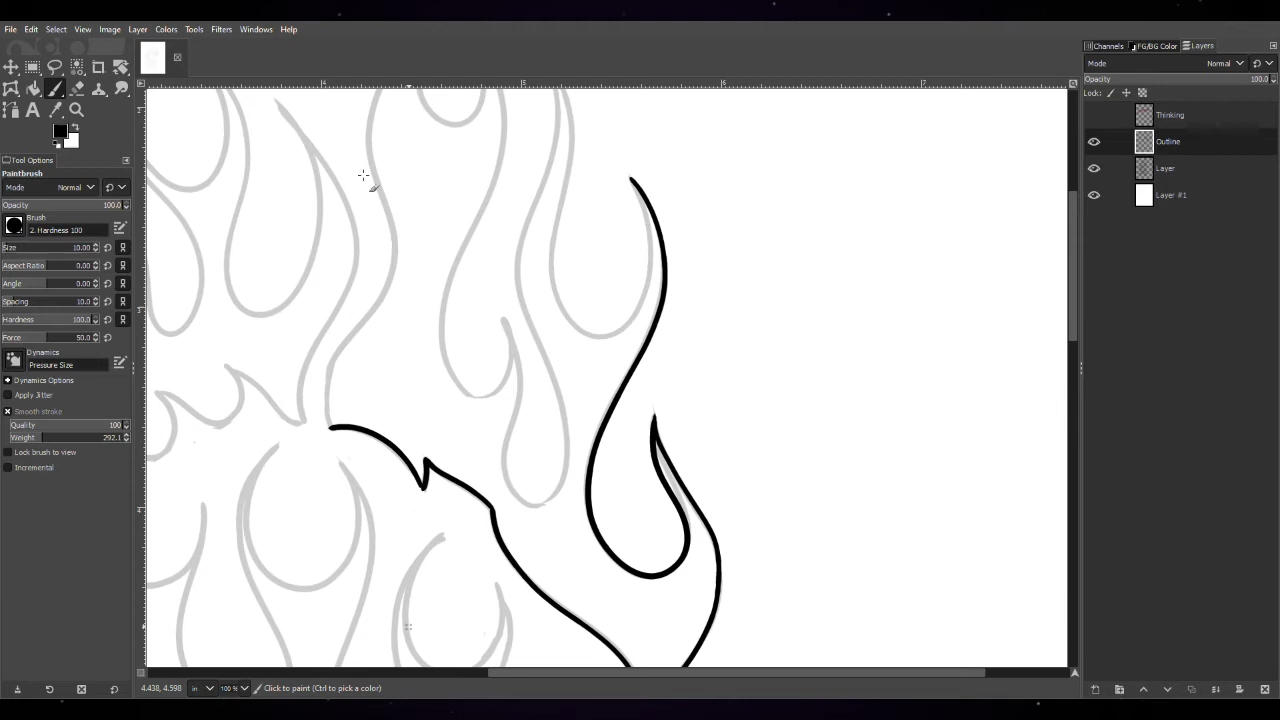 File Edit Select View Image Layer Colors Tools Filters Windows Help
Channels FG/BG Color Layers
Mode Normal
Opacity 100.0
Lock:
Thinking
Outline
Layer
Layer #1
4 5 6 7
Tool Options
Paintbrush
Mode Normal
Opacity 100.0
Brush
2. Hardness 100
Size 10.00
Aspect Ratio 0.00
Angle 0.00
Spacing 10.0
Hardness 100.0
Force 50.0
Dynamics
Pressure Size
Dynamics Options
Apply Jitter
Smooth stroke
Quality 100
Weight 292.1
Lock brush to view
Incremental
4.438, 4.598 in 100 % Click to paint (Ctrl to pick a color)